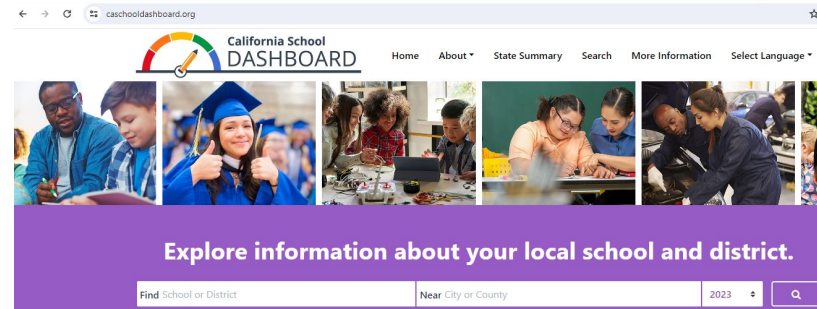 caschooldashboard.org
California School
DASHBOARD
Home About State Summary Search More Information Select Language
Explore information about your local school and district.
Find School or District Near City or County 2023